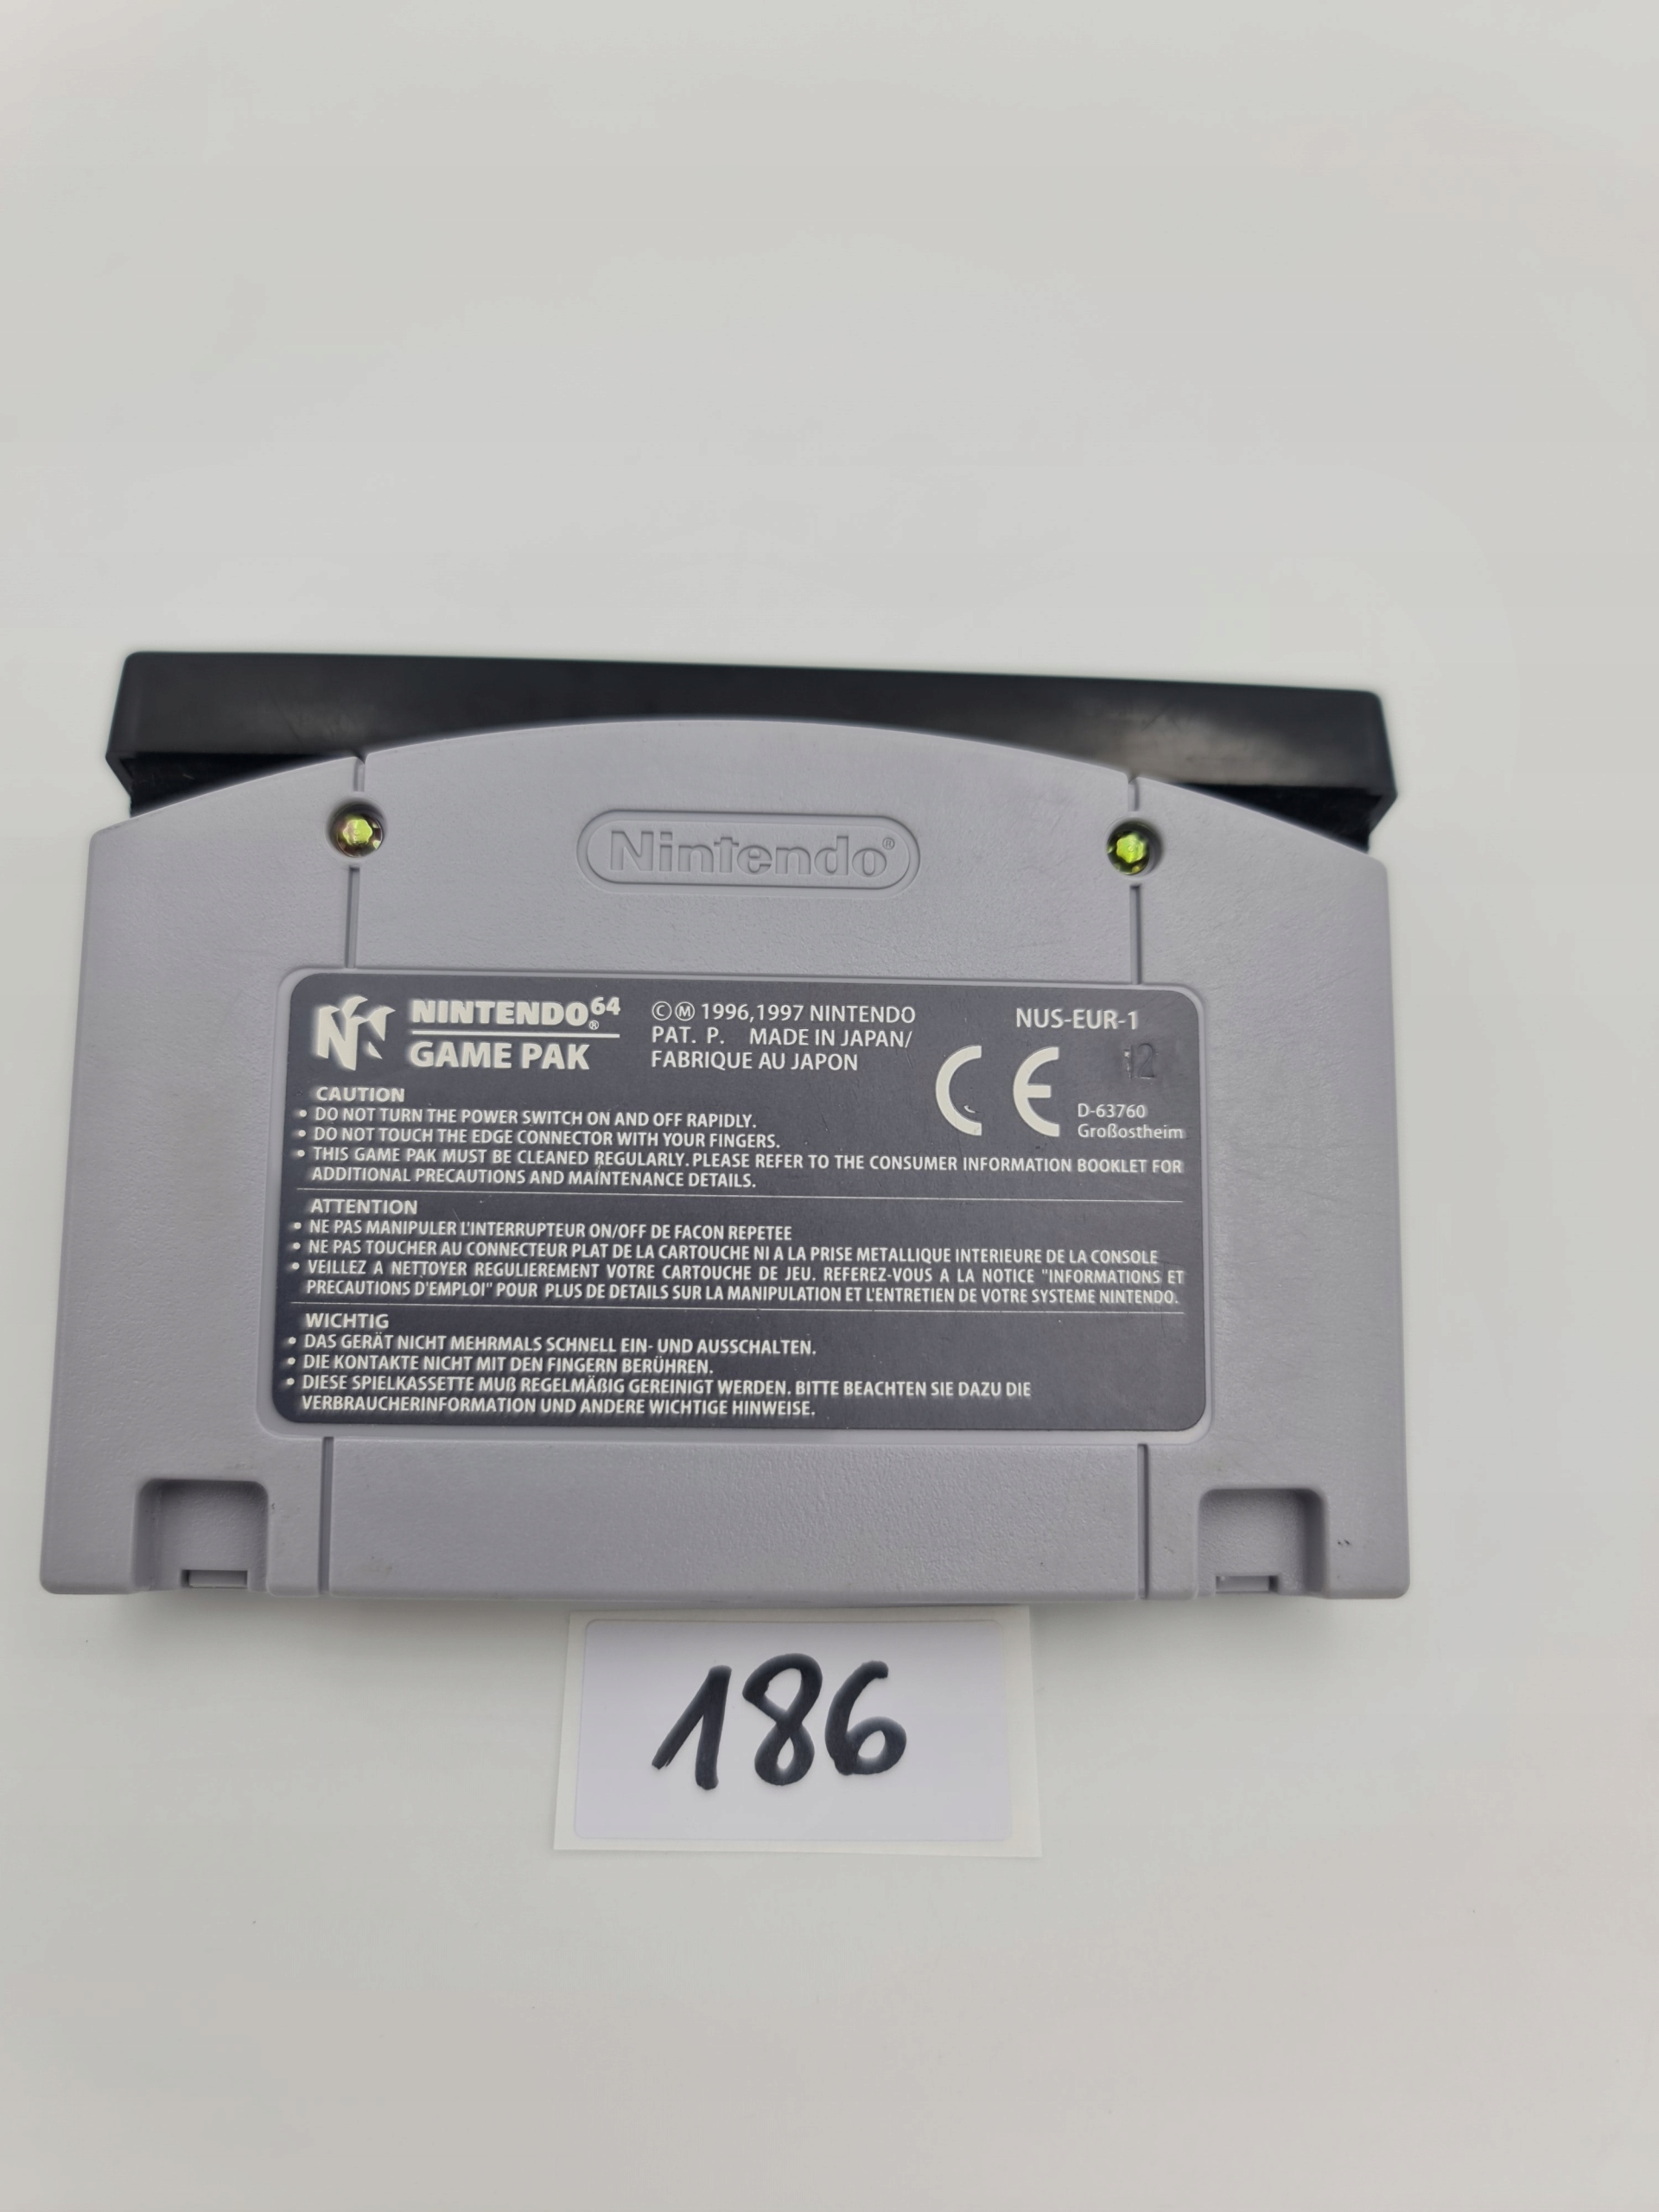 Nintendo®
NINTENDO64®
GAME PAK
©Ⓜ 1996,1997 NINTENDO
PAT. P. MADE IN JAPAN/
FABRIQUE AU JAPON
NUS-EUR-1
12
CE
D-63760
Großostheim
CAUTION
• DO NOT TURN THE POWER SWITCH ON AND OFF RAPIDLY.
• DO NOT TOUCH THE EDGE CONNECTOR WITH YOUR FINGERS.
• THIS GAME PAK MUST BE CLEANED REGULARLY. PLEASE REFER TO THE CONSUMER INFORMATION BOOKLET FOR
ADDITIONAL PRECAUTIONS AND MAINTENANCE DETAILS.
ATTENTION
• NE PAS MANIPULER L'INTERRUPTEUR ON/OFF DE FACON REPETEE
• NE PAS TOUCHER AU CONNECTEUR PLAT DE LA CARTOUCHE NI A LA PRISE METALLIQUE INTERIEURE DE LA CONSOLE
• VEILLEZ A NETTOYER REGULIEREMENT VOTRE CARTOUCHE DE JEU. REFEREZ-VOUS A LA NOTICE "INFORMATIONS ET
PRECAUTIONS D'EMPLOI" POUR PLUS DE DETAILS SUR LA MANIPULATION ET L'ENTRETIEN DE VOTRE SYSTEME NINTENDO.
WICHTIG
• DAS GERÄT NICHT MEHRMALS SCHNELL EIN- UND AUSSCHALTEN.
• DIE KONTAKTE NICHT MIT DEN FINGERN BERÜHREN.
• DIESE SPIELKASSETTE MUß REGELMÄßIG GEREINIGT WERDEN. BITTE BEACHTEN SIE DAZU DIE
VERBRAUCHERINFORMATION UND ANDERE WICHTIGE HINWEISE.
186